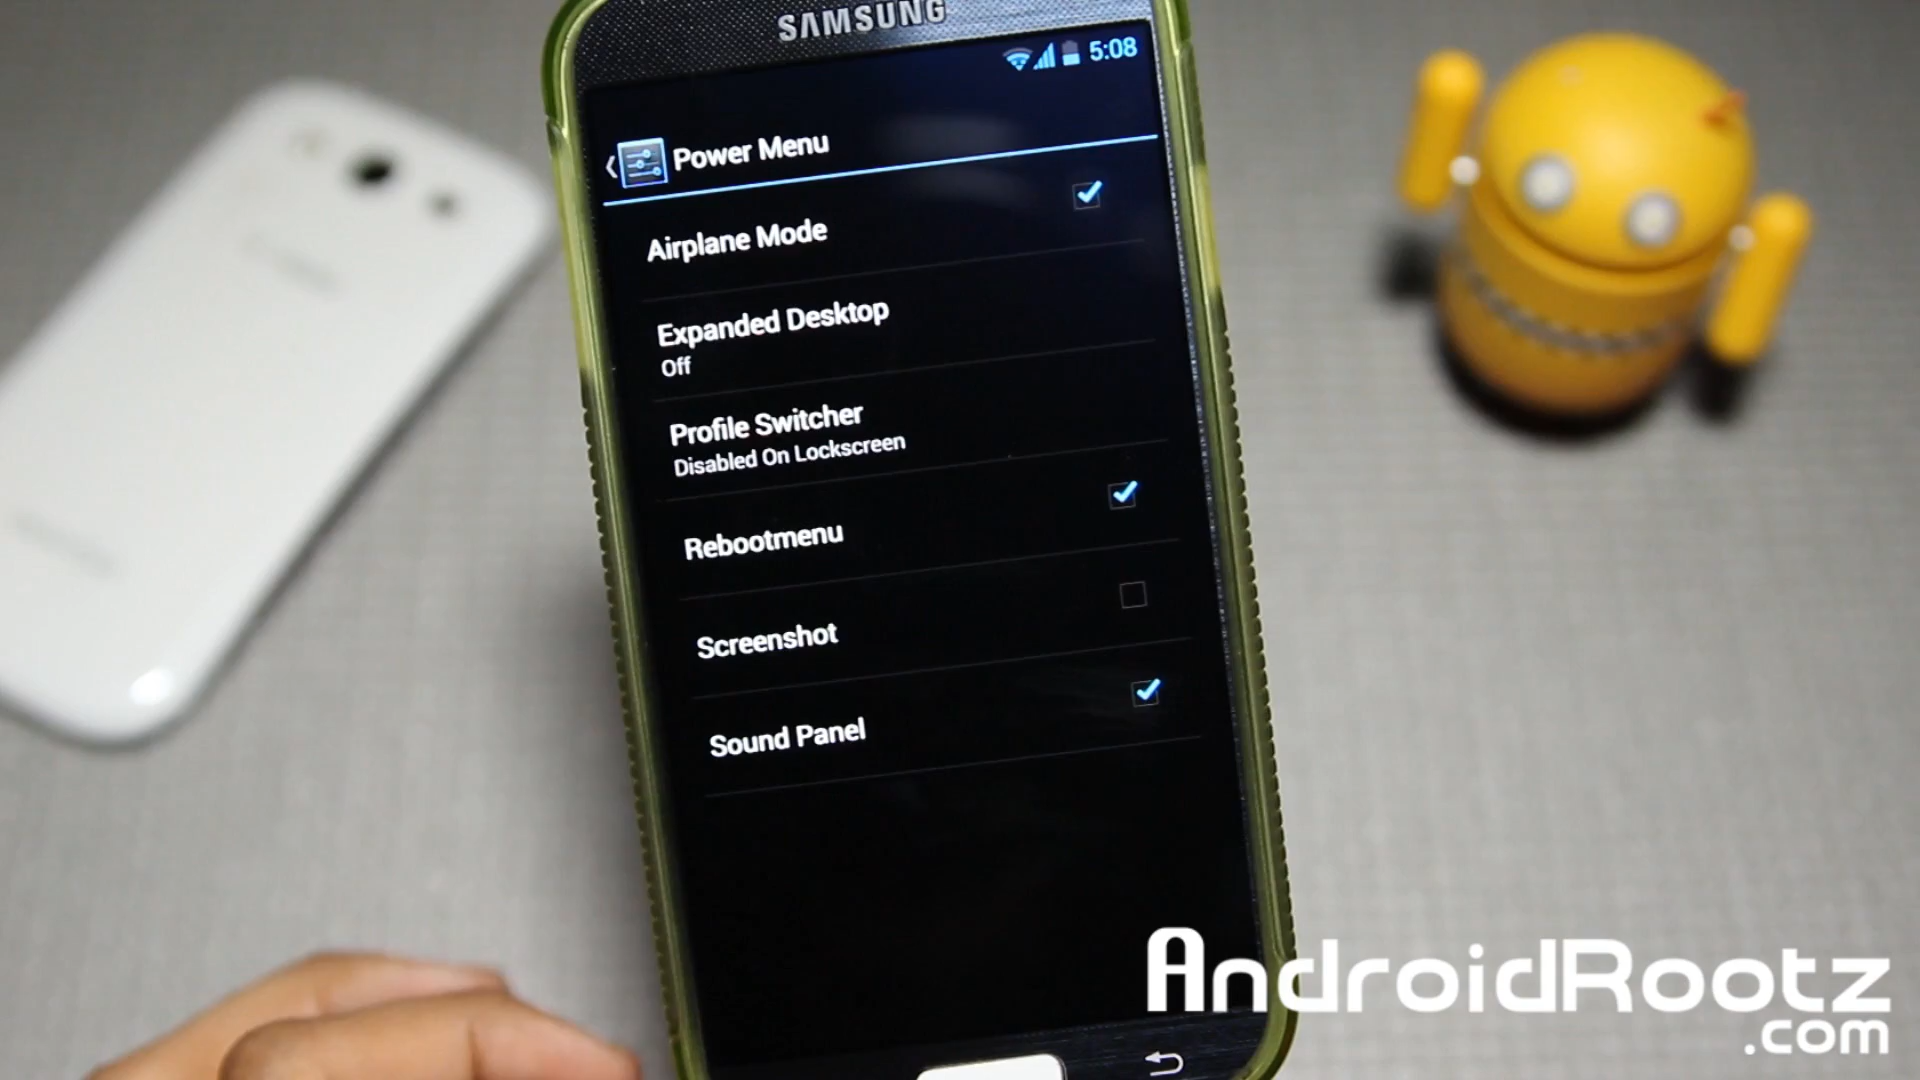 SAMSUNG
5:08
Power Menu
Airplane Mode
Expanded Desktop
Off
Profile Switcher
Disabled On Lockscreen
Rebootmenu
Screenshot
Sound Panel
AndroidRootz
.com